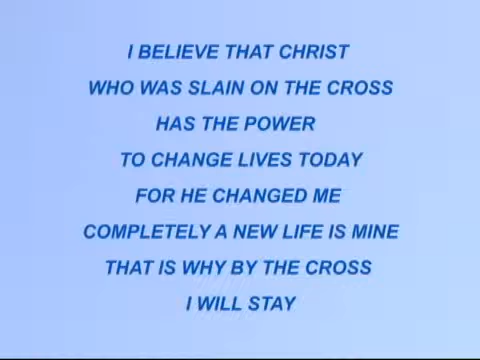 I BELIEVE THAT CHRIST
WHO WAS SLAIN ON THE CROSS
HAS THE POWER
TO CHANGE LIVES TODAY
FOR HE CHANGED ME
COMPLETELY A NEW LIFE IS MINE
THAT IS WHY BY THE CROSS
I WILL STAY